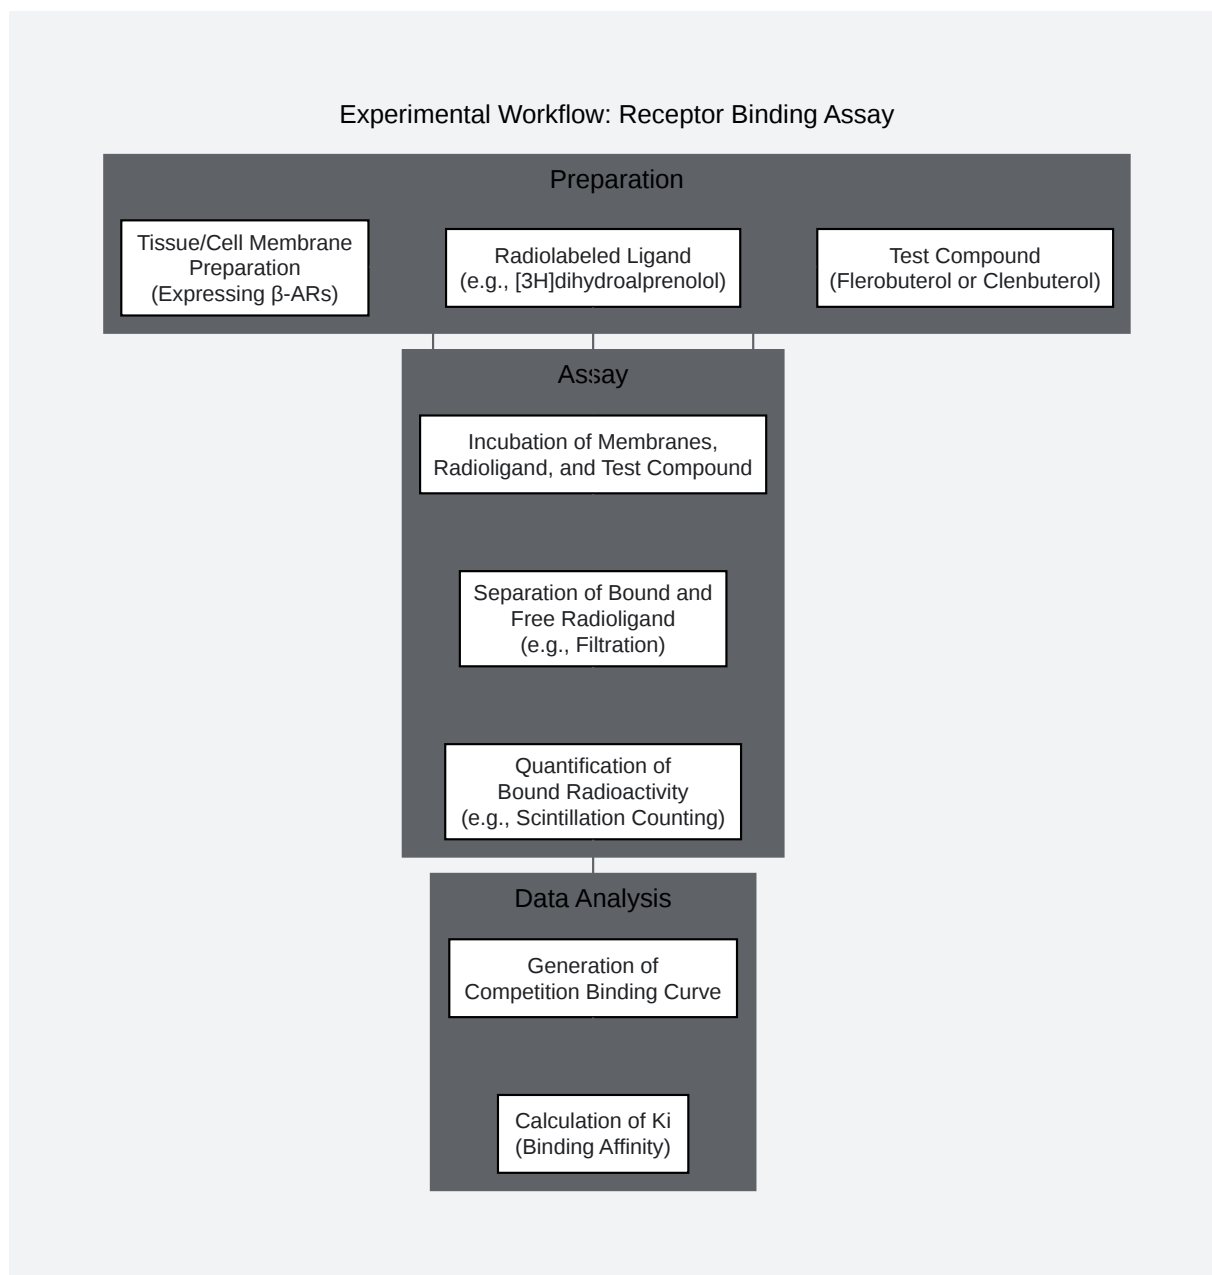 Experimental Workflow: Receptor Binding Assay
Preparation
Tissue/Cell Membrane
Preparation
(Expressing β-ARs)
Radiolabeled Ligand
(e.g., [3H]dihydroalprenolol)
Test Compound
(Flerobuterol or Clenbuterol)
Assay
Incubation of Membranes,
Radioligand, and Test Compound
Separation of Bound and
Free Radioligand
(e.g., Filtration)
Quantification of
Bound Radioactivity
(e.g., Scintillation Counting)
Data Analysis
Generation of
Competition Binding Curve
Calculation of Ki
(Binding Affinity)